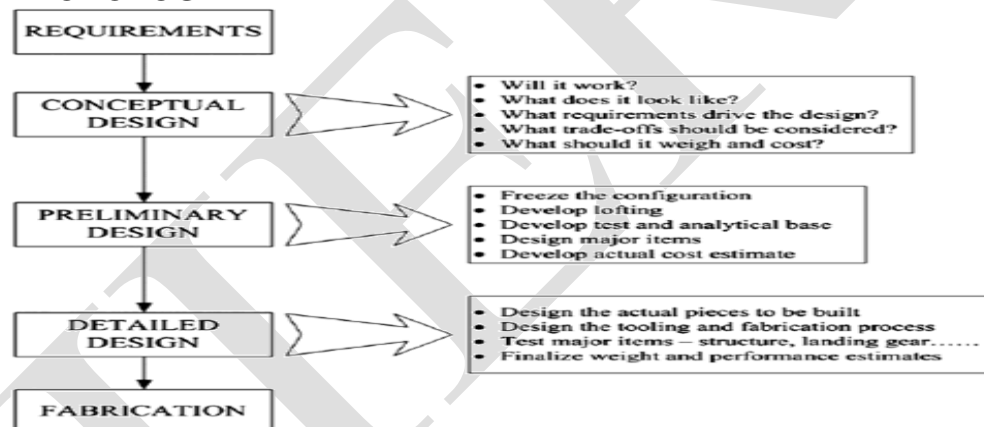 REQUIREMENTS
CONCEPTUAL
DESIGN
• Will it work?
• What does it look like?
• What requirements drive the design?
• What trade-offs should be considered?
• What should it weigh and cost?
PRELIMINARY
DESIGN
• Freeze the configuration
• Develop lofting
• Develop test and analytical base
• Design major items
• Develop actual cost estimate
DETAILED
DESIGN
• Design the actual pieces to be built
• Design the tooling and fabrication process
• Test major items – structure, landing gear......
• Finalize weight and performance estimates
FABRICATION